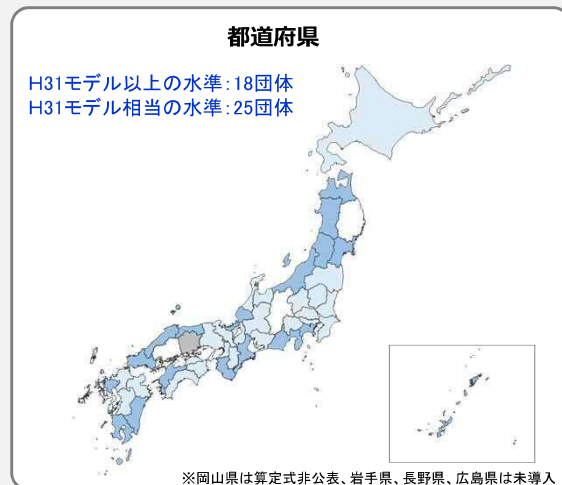 都道府県
H31モデル以上の水準：18団体
H31モデル相当の水準：25団体
※岡山県は算定式非公表、岩手県、長野県、広島県は未導入